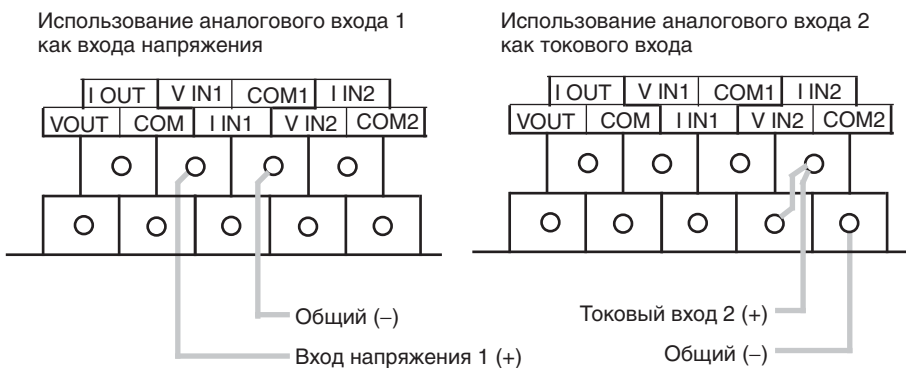 Использование аналогового входа 1
как входа напряжения
I OUT V IN1 COM1 I IN2
VOUT COM I IN1 V IN2 COM2
Общий (–)
Вход напряжения 1 (+)
Использование аналогового входа 2
как токового входа
I OUT V IN1 COM1 I IN2
VOUT COM I IN1 V IN2 COM2
Токовый вход 2 (+)
Общий (–)